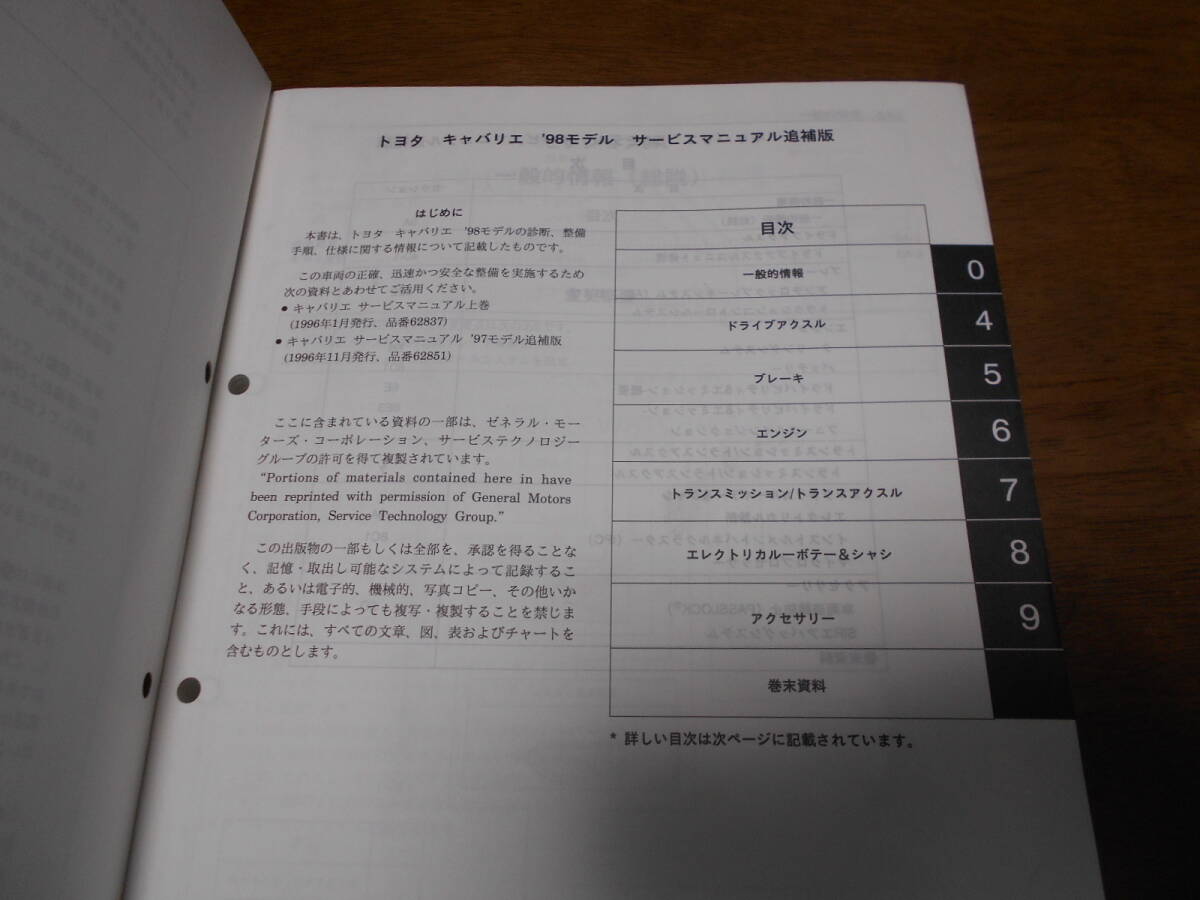 トヨタ キャバリエ '98モデル サービスマニュアル追補版
はじめに
本書は、トヨタ キャバリエ '98モデルの診断、整備
手順、仕様に関する情報について記載したものです。
この車両の正確、迅速かつ安全な整備を実施するため
次の資料とあわせてご活用ください。
● キャバリエ サービスマニュアル上巻
(1996年1月発行、品番62837)
● キャバリエ サービスマニュアル '97モデル追補版
(1996年11月発行、品番62851)
ここに含まれている資料の一部は、ゼネラル・モー
ターズ・コーポレーション、サービステクノロジー
グループの許可を得て複製されています。
“Portions of materials contained here in have
been reprinted with permission of General Motors
Corporation, Service Technology Group.”
この出版物の一部もしくは全部を、承認を得ることな
く、記憶・取出し可能なシステムによって記録するこ
と、あるいは電子的、機械的、写真コピー、その他いか
なる形態、手段によっても複写・複製することを禁じま
す。これには、すべての文章、図、表およびチャートを
含むものとします。
目次
一般的情報 0
ドライブアクスル 4
ブレーキ 5
エンジン 6
トランスミッション/トランスアクスル 7
エレクトリカルーボデー＆シャシ 8
アクセサリー 9
巻末資料
* 詳しい目次は次ページに記載されています。